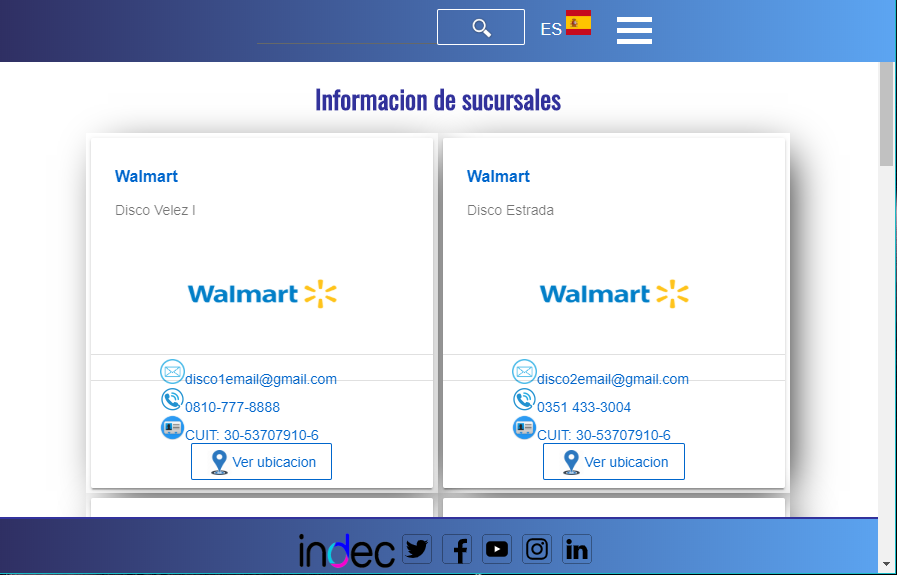 ES
Informacion de sucursales
Walmart
Disco Velez I
Walmart
disco1email@gmail.com
0810-777-8888
CUIT: 30-53707910-6
Ver ubicacion
Walmart
Disco Estrada
Walmart
disco2email@gmail.com
0351 433-3004
CUIT: 30-53707910-6
Ver ubicacion
indec